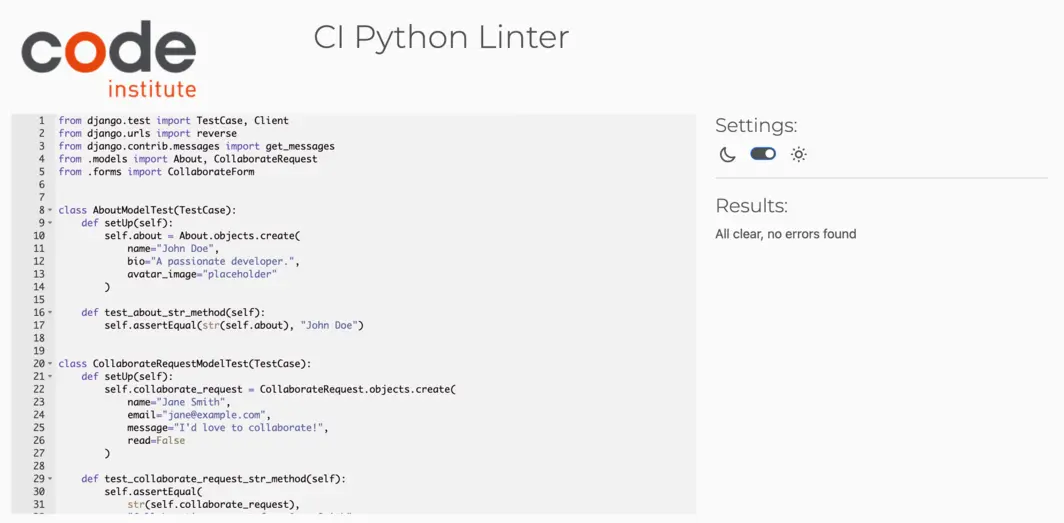 code
institute
CI Python Linter
1 from django.test import TestCase, Client
2 from django.urls import reverse
3 from django.contrib.messages import get_messages
4 from .models import About, CollaborateRequest
5 from .forms import CollaborateForm
6
7
8 class AboutModelTest(TestCase):
9     def setUp(self):
10         self.about = About.objects.create(
11             name="John Doe",
12             bio="A passionate developer.",
13             avatar_image="placeholder"
14         )
15
16     def test_about_str_method(self):
17         self.assertEqual(str(self.about), "John Doe")
18
19
20 class CollaborateRequestModelTest(TestCase):
21     def setUp(self):
22         self.collaborate_request = CollaborateRequest.objects.create(
23             name="Jane Smith",
24             email="jane@example.com",
25             message="I'd love to collaborate!",
26             read=False
27         )
28
29     def test_collaborate_request_str_method(self):
30         self.assertEqual(
31             str(self.collaborate_request),
Settings:
Results:
All clear, no errors found